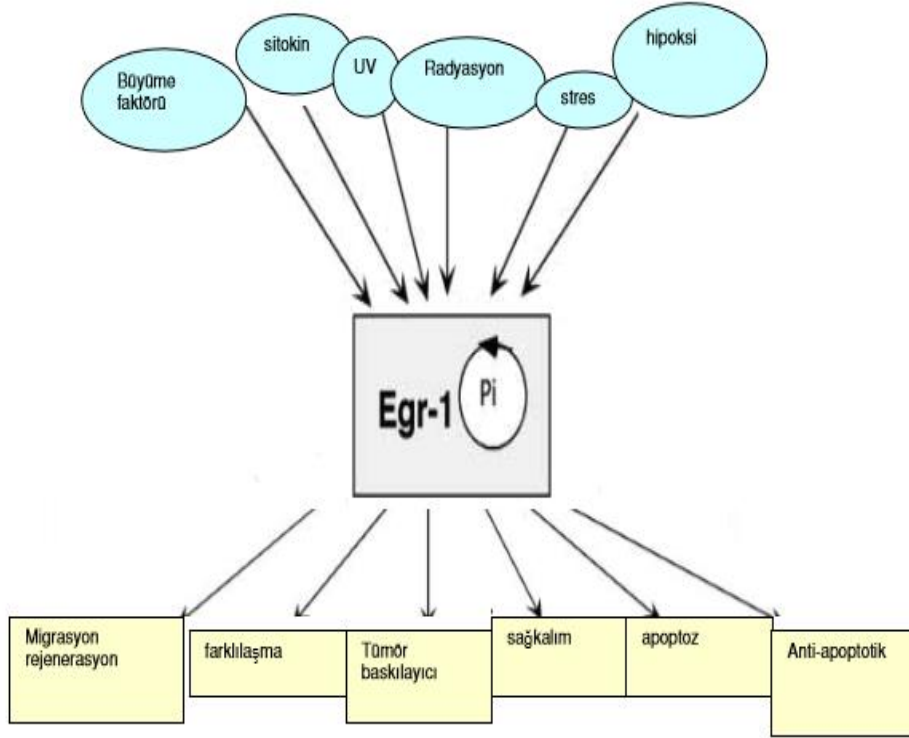 Büyüme
faktörü
sitokin
UV
Radyasyon
stres
hipoksi
Egr-1
Pi
Migrasyon
rejenerasyon
farklılaşma
Tümör
baskılayıcı
sağkalım
apoptoz
Anti-apoptotik